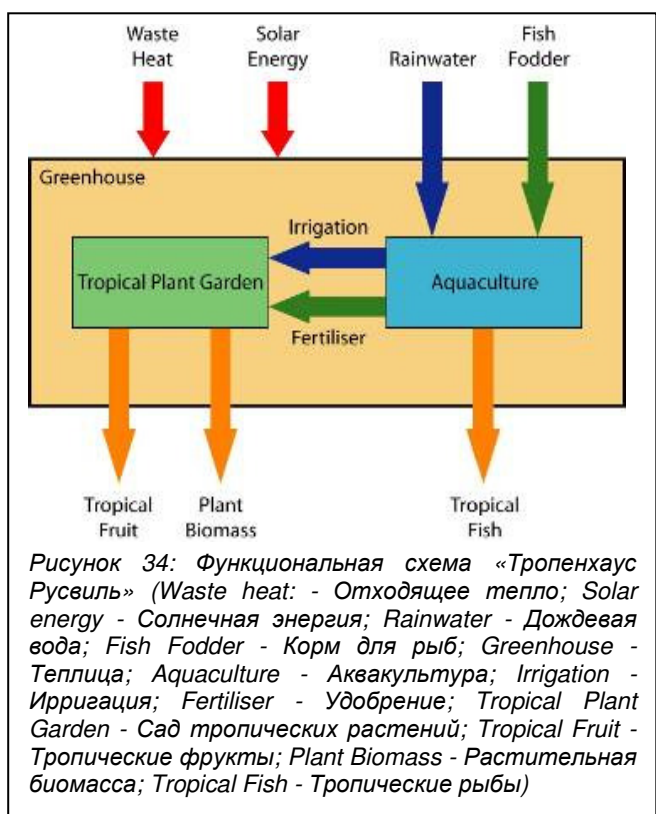 Waste Heat
Solar Energy
Rainwater
Fish Fodder
Greenhouse
Irrigation
Tropical Plant Garden
Aquaculture
Fertiliser
Tropical Fruit
Plant Biomass
Tropical Fish
Рисунок 34: Функциональная схема «Тропенхаус
Русвиль» (Waste heat: - Отходящее тепло; Solar
energy - Солнечная энергия; Rainwater - Дождевая
вода; Fish Fodder - Корм для рыб; Greenhouse -
Теплица; Aquaculture - Аквакультура; Irrigation -
Ирригация; Fertiliser - Удобрение; Tropical Plant
Garden - Сад тропических растений; Tropical Fruit -
Тропические фрукты; Plant Biomass - Растительная
биомасса; Tropical Fish - Тропические рыбы)